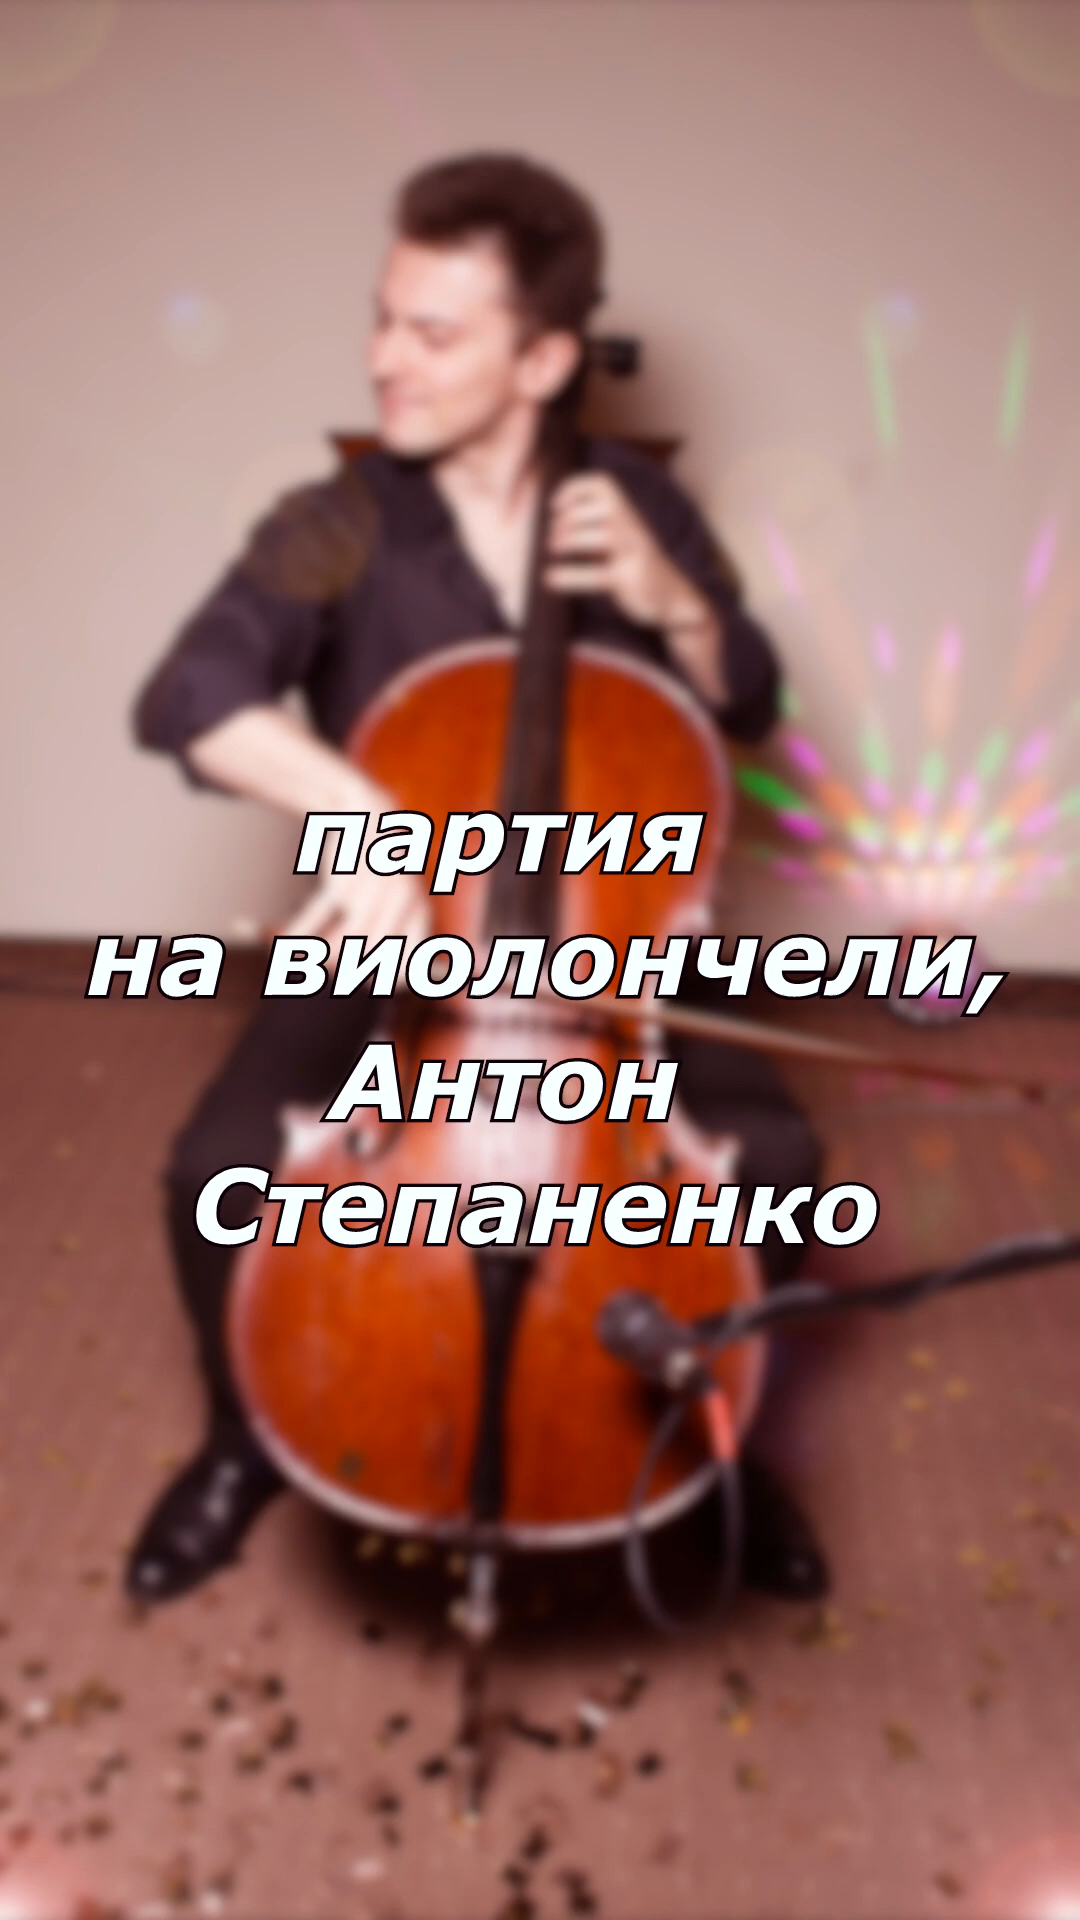 партия
на виолончели,
Антон
Степаненко